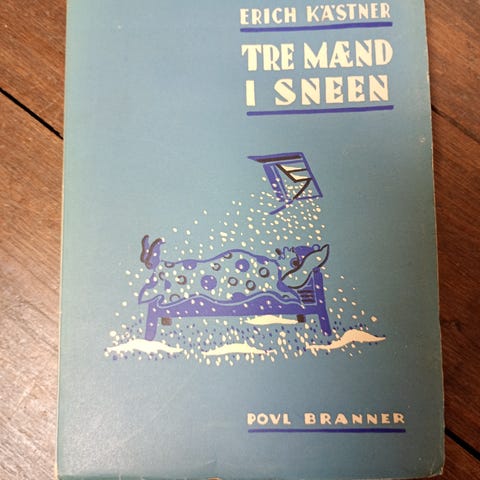 ERICH KÄSTNER
TRE MÆND
I SNEEN
POVL BRANNER